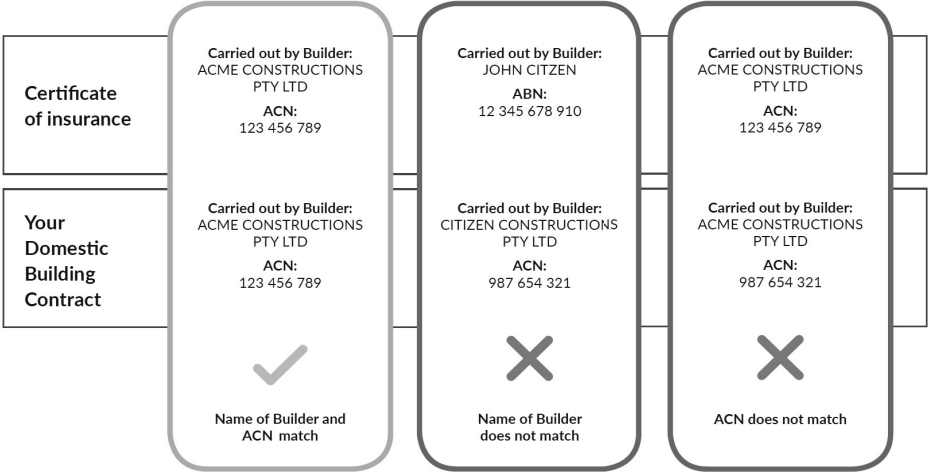 Certificate
of insurance
Carried out by Builder:
ACME CONSTRUCTIONS
PTY LTD
ACN:
123 456 789
Carried out by Builder:
JOHN CITZEN
ABN:
12 345 678 910
Carried out by Builder:
ACME CONSTRUCTIONS
PTY LTD
ACN:
123 456 789
Your
Domestic
Building
Contract
Carried out by Builder:
ACME CONSTRUCTIONS
PTY LTD
ACN:
123 456 789
Carried out by Builder:
CITIZEN CONSTRUCTIONS
PTY LTD
ACN:
987 654 321
Carried out by Builder:
ACME CONSTRUCTIONS
PTY LTD
ACN:
987 654 321
Name of Builder and
ACN match
Name of Builder
does not match
ACN does not match